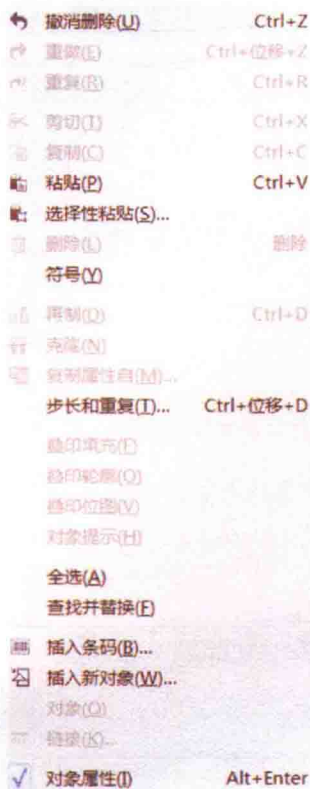 撤消删除(U) Ctrl+Z
重做(E) Ctrl+位移+Z
重复(R) Ctrl+R
剪切(T) Ctrl+X
复制(C) Ctrl+C
粘贴(P) Ctrl+V
选择性粘贴(S)...
删除(L) 删除
符号(Y)
再制(D) Ctrl+D
克隆(N)
复制属性自(M)...
步长和重复(T)... Ctrl+位移+D
叠印填充(F)
叠印轮廓(O)
叠印位图(V)
对象提示(H)
全选(A)
查找并替换(F)
插入条码(B)...
插入新对象(W)...
对象(O)
链接(K)...
对象属性(I) Alt+Enter